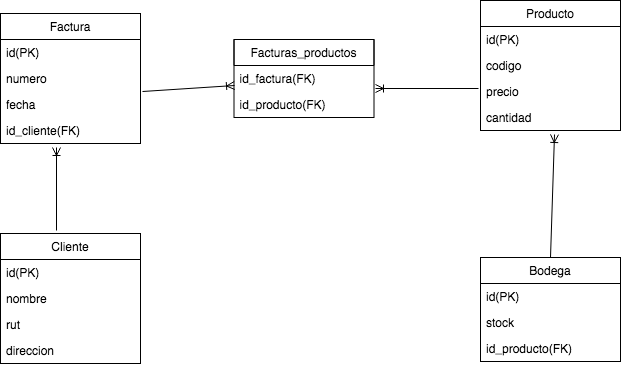 Factura
id(PK)
numero
fecha
id_cliente(FK)
Facturas_productos
id_factura(FK)
id_producto(FK)
Producto
id(PK)
codigo
precio
cantidad
Cliente
id(PK)
nombre
rut
direccion
Bodega
id(PK)
stock
id_producto(FK)